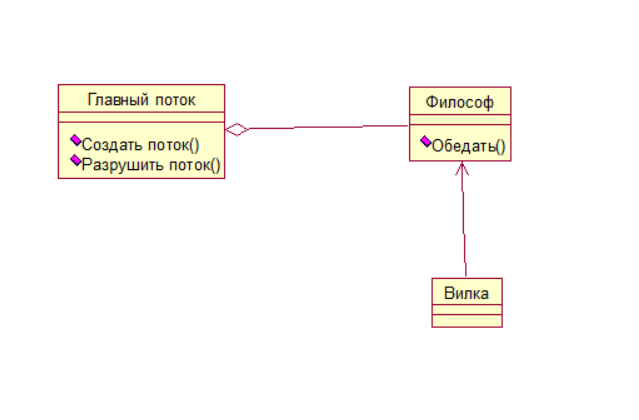 Главный поток
Создать поток()
Разрушить поток()
Философ
Обедать()
Вилка